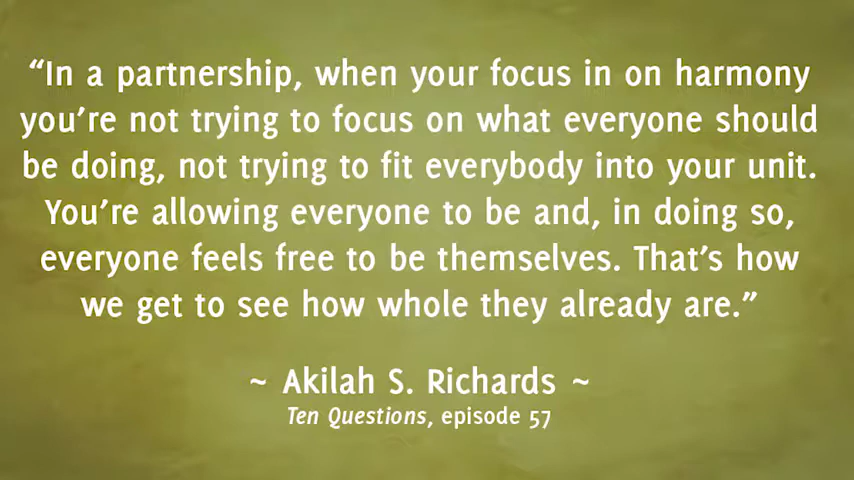 “In a partnership, when your focus in on harmony
you’re not trying to focus on what everyone should
be doing, not trying to fit everybody into your unit.
You’re allowing everyone to be and, in doing so,
everyone feels free to be themselves. That’s how
we get to see how whole they already are.”
~ Akilah S. Richards ~
Ten Questions, episode 57